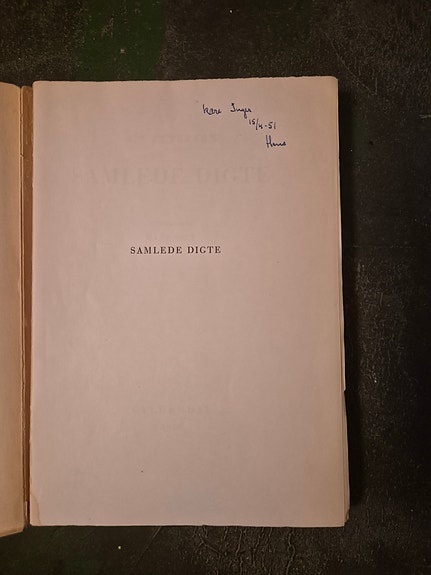 Kære Inger
15/4-51
Hans
SAMLEDE DIGTE